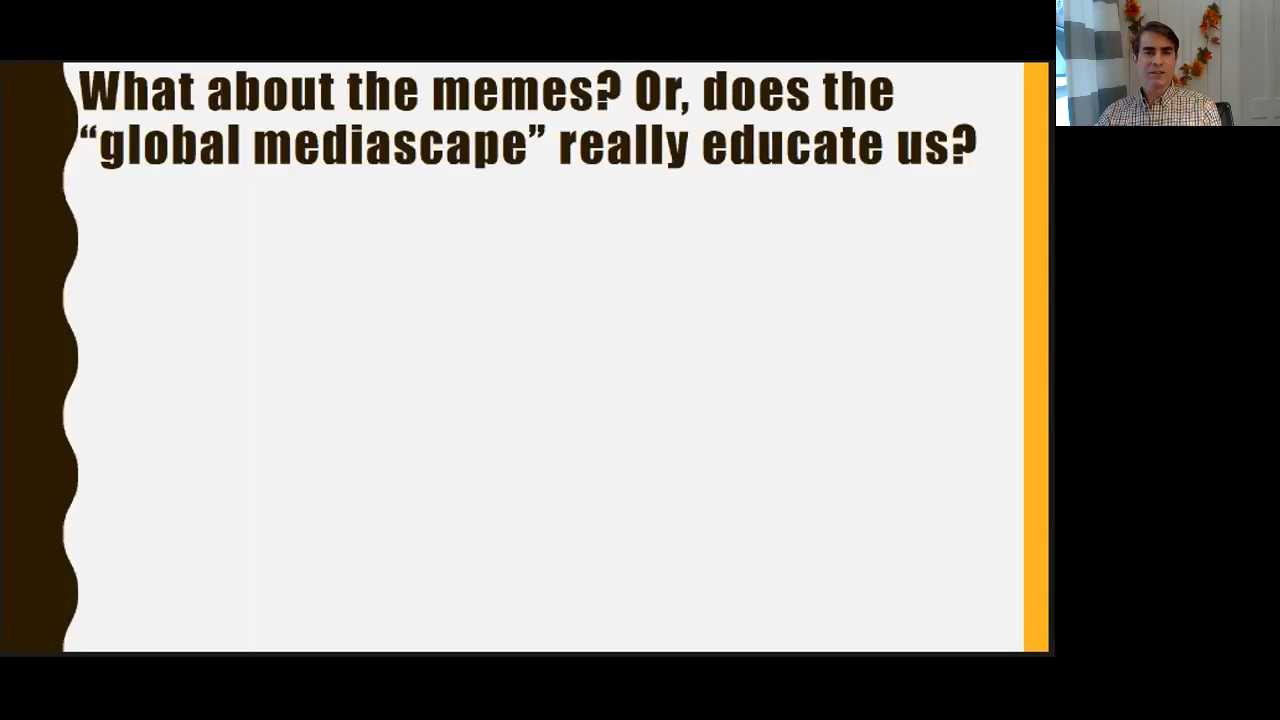 What about the memes? Or, does the
“global mediascape” really educate us?